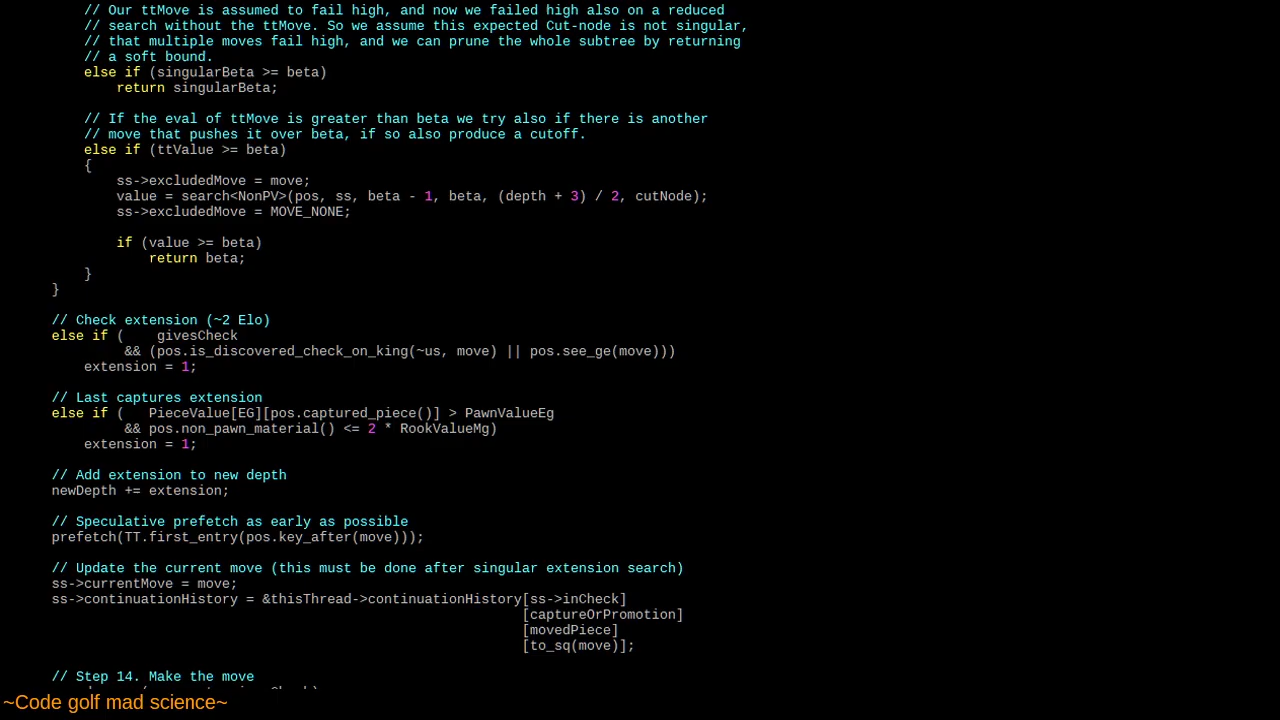 // Our ttMove is assumed to fail high, and now we failed high also on a reduced
// search without the ttMove. So we assume this expected Cut-node is not singular,
// that multiple moves fail high, and we can prune the whole subtree by returning
// a soft bound.
else if (singularBeta >= beta)
return singularBeta;
// If the eval of ttMove is greater than beta we try also if there is another
// move that pushes it over beta, if so also produce a cutoff.
else if (ttValue >= beta)
{
ss->excludedMove = move;
value = search<NonPV>(pos, ss, beta - 1, beta, (depth + 3) / 2, cutNode);
ss->excludedMove = MOVE_NONE;
if (value >= beta)
return beta;
}
}
// Check extension (~2 Elo)
else if (    givesCheck
&& (pos.is_discovered_check_on_king(~us, move) || pos.see_ge(move)))
extension = 1;
// Last captures extension
else if (   PieceValue[EG][pos.captured_piece()] > PawnValueEg
&& pos.non_pawn_material() <= 2 * RookValueMg)
extension = 1;
// Add extension to new depth
newDepth += extension;
// Speculative prefetch as early as possible
prefetch(TT.first_entry(pos.key_after(move)));
// Update the current move (this must be done after singular extension search)
ss->currentMove = move;
ss->continuationHistory = &thisThread->continuationHistory[ss->inCheck]
[captureOrPromotion]
[movedPiece]
[to_sq(move)];
// Step 14. Make the move
~Code golf mad science~